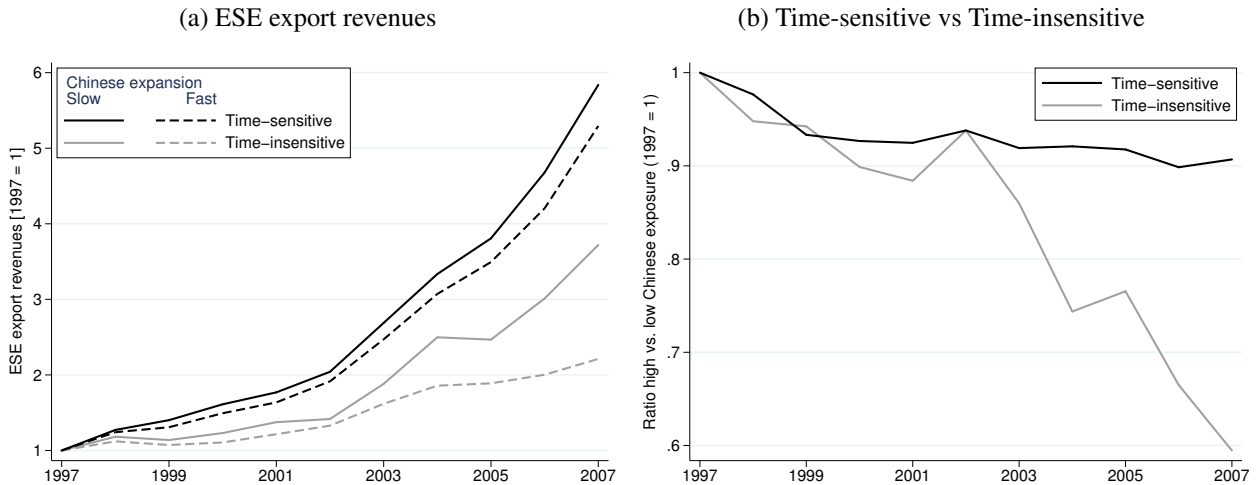 (a) ESE export revenues
ESE export revenues [1997 = 1]
6
5
4
3
2
1
Chinese expansion
Slow Fast
Time−sensitive
Time−insensitive
1997 1999 2001 2003 2005 2007
(b) Time-sensitive vs Time-insensitive
Ratio high vs. low Chinese exposure (1997 = 1)
1
.9
.8
.7
.6
Time−sensitive
Time−insensitive
1997 1999 2001 2003 2005 2007